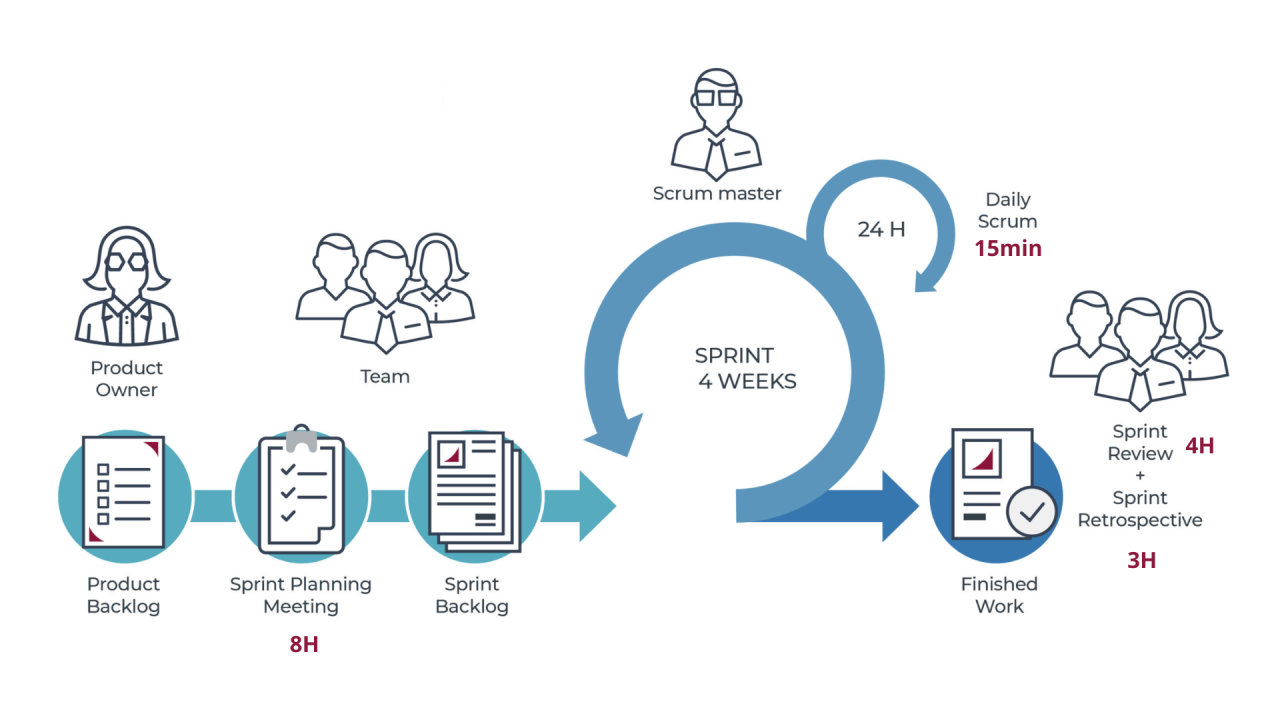 Scrum master
24 H
Daily
Scrum
15min
SPRINT
4 WEEKS
Product
Owner
Team
Sprint
Review
4H
+
Sprint
Retrospective
3H
Product
Backlog
Sprint Planning
Meeting
8H
Sprint
Backlog
Finished
Work